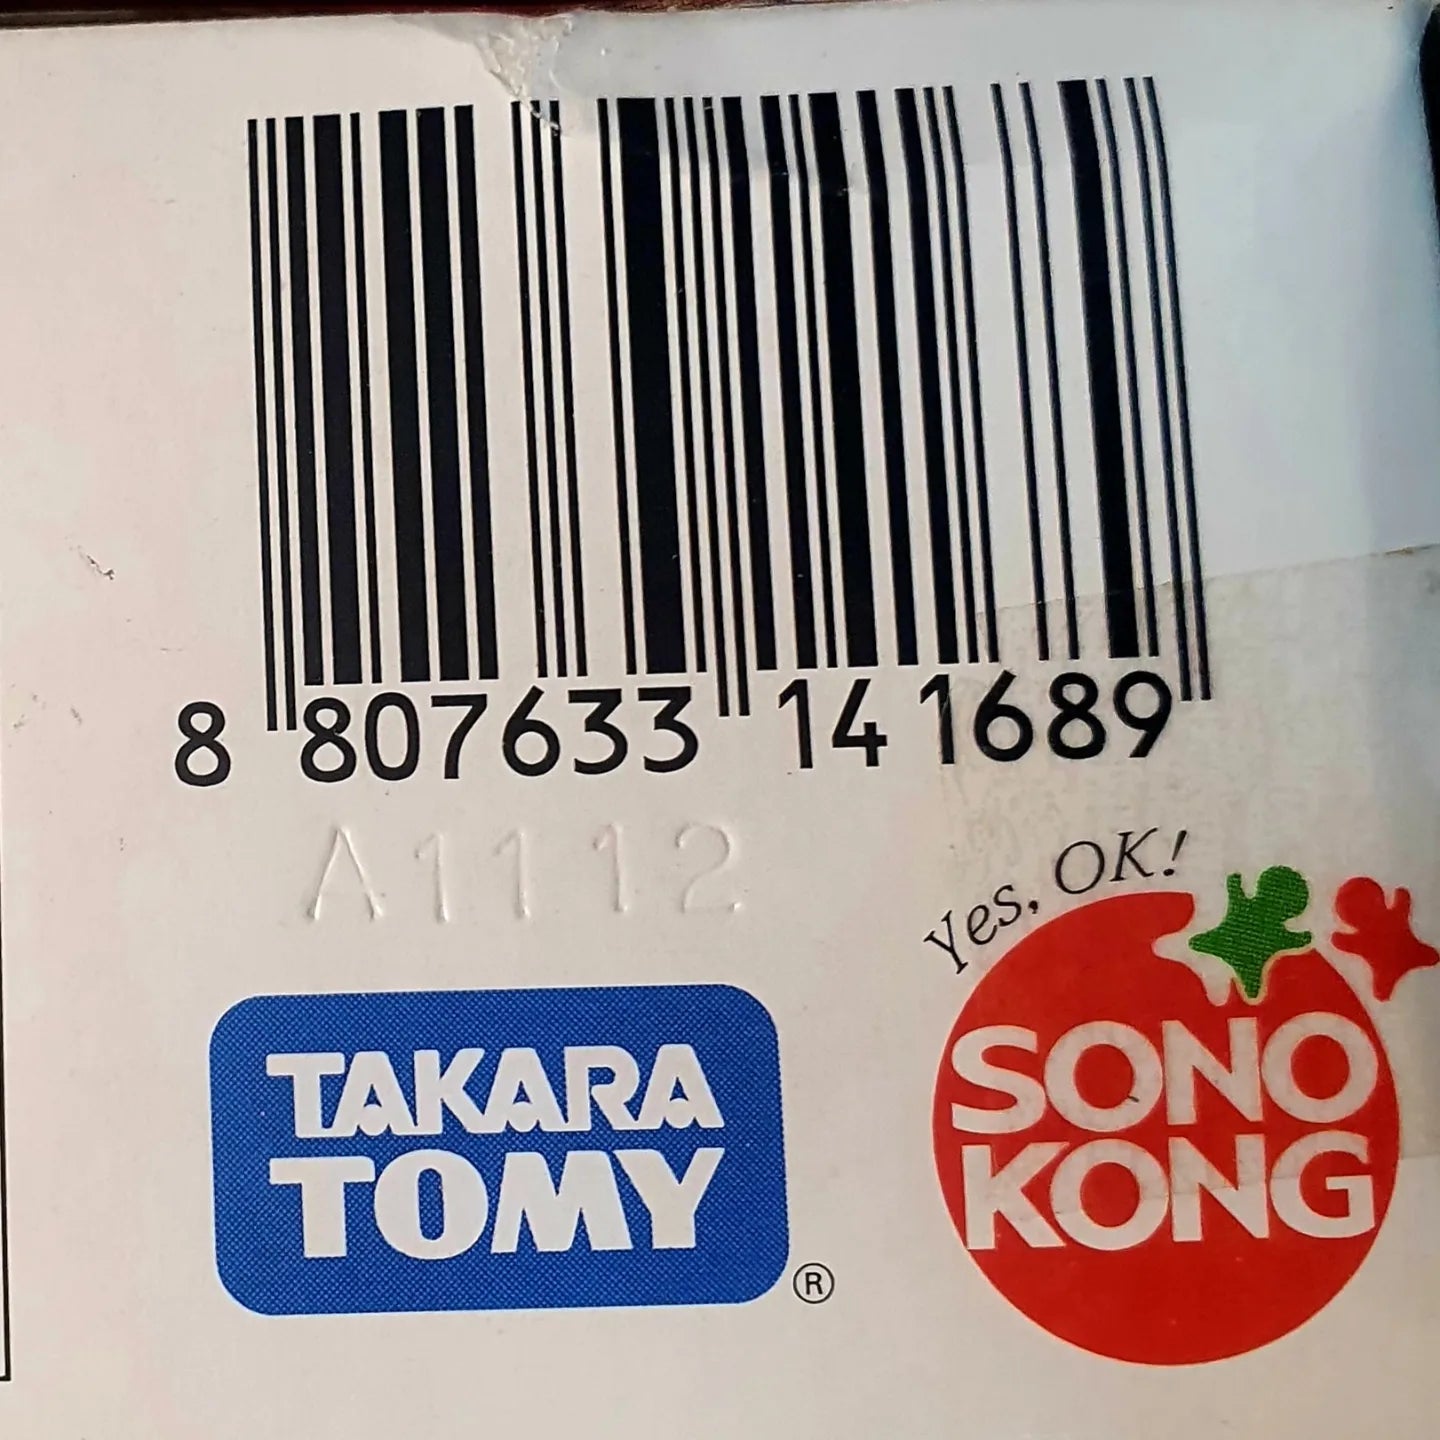 8 807633 141689
A1112
Yes, OK!
TAKARA
TOMY
®
SONO
KONG